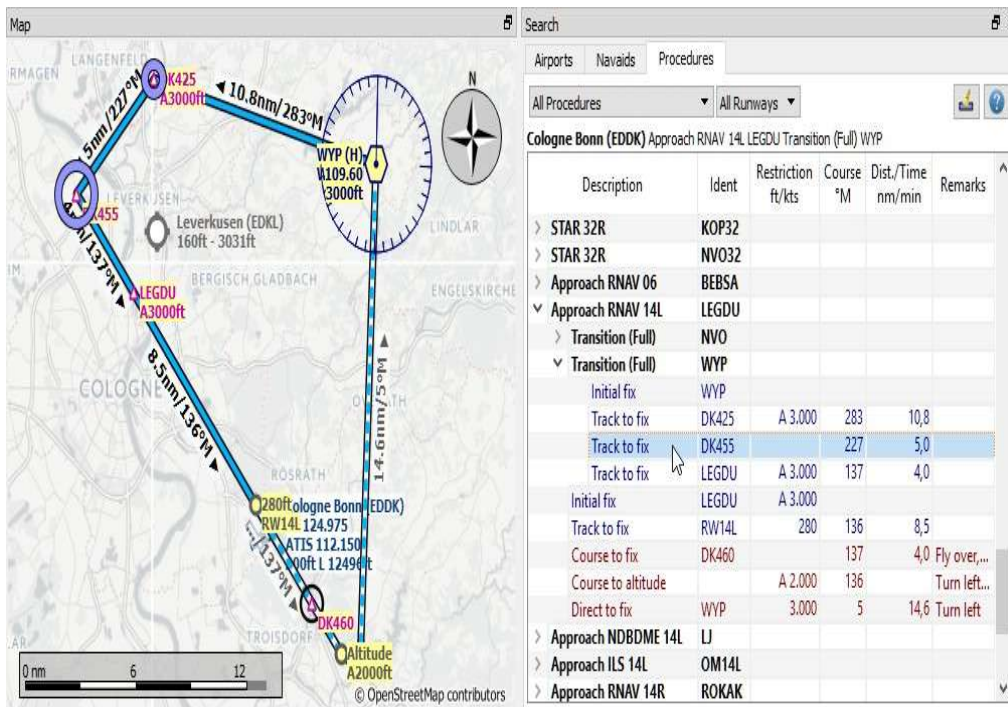 Map
LANGENFELD
DK425
A3000ft
10.8nm/283°M
5nm/227°M
N
WYP (H)
109.60
3000ft
K455
Leverkusen (EDKL)
160ft - 3031ft
LINDLAR
/137°M
BERGISCH GLADBACH
LEGDU
A3000ft
COLOGNE
8.5nm/136°M
14.6nm/5°M
RÖSRATH
280ft ologne Bonn (EDDK)
RW14L 124.975
ATIS 112.150
00ft L 12496 t
.../137°M
DK460
TROISDORF
Altitude
A2000ft
0 nm 6 12
© OpenStreetMap contributors
Search
Airports Navaids Procedures
All Procedures All Runways
Cologne Bonn (EDDK) Approach RNAV 14L LEGDU Transition (Full) WYP
Description Ident Restriction ft/kts Course °M Dist./Time nm/min Remarks
STAR 32R KOP32
STAR 32R NVO32
Approach RNAV 06 BEBSA
Approach RNAV 14L LEGDU
Transition (Full) NVO
Transition (Full) WYP
Initial fix WYP
Track to fix DK425 A 3.000 283 10,8
Track to fix DK455 227 5,0
Track to fix LEGDU A 3.000 137 4,0
Initial fix LEGDU A 3.000
Track to fix RW14L 280 136 8,5
Course to fix DK460 137 4,0 Fly over,...
Course to altitude A 2.000 136 Turn left...
Direct to fix WYP 3.000 5 14,6 Turn left
Approach NDBDME 14L LJ
Approach ILS 14L OM14L
Approach RNAV 14R ROKAK